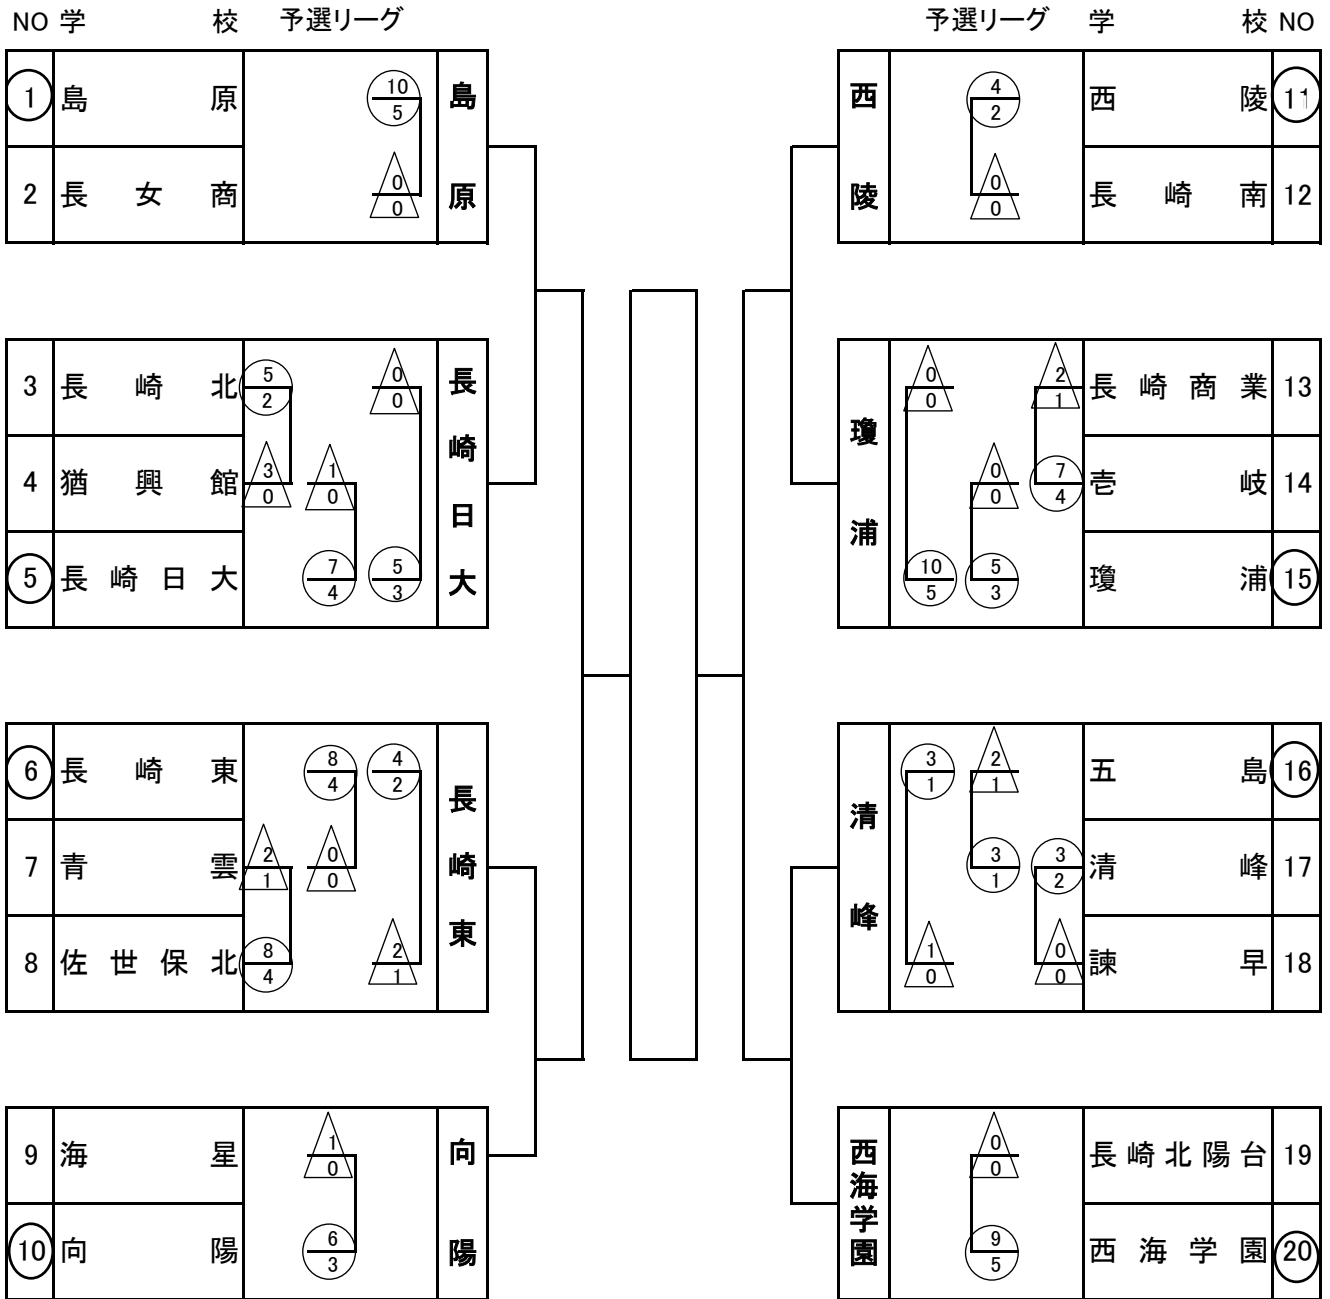 NO 学 校 予選リーグ
1 島 原 10 島
5
2 長 女 商 0 原
0
3 長 崎 北 5 0 長
2 0 崎
4 猶 興 館 3 1 日
0 0
5 長 崎 日 大 7 5 大
4 3
6 長 崎 東 8 4 長
4 2
7 青 雲 2 0 崎
1 0
8 佐 世 保 北 8 2 東
4 1
9 海 星 1 向
0
10 向 陽 6 陽
3
予選リーグ 学 校 NO
西 4 西 陵 11
2
陵 0 長 崎 南 12
0
0 2 長 崎 商 業 13
0 1
瓊 0 7 壱 岐 14
浦 0 4
10 5 瓊 浦 15
5 3
3 2 五 島 16
1 1
清 3 3 清 峰 17
峰 1 2
1 0 諫 早 18
0 0
西 0 長 崎 北 陽 台 19
海 0
学 9 西 海 学 園 20
園 5